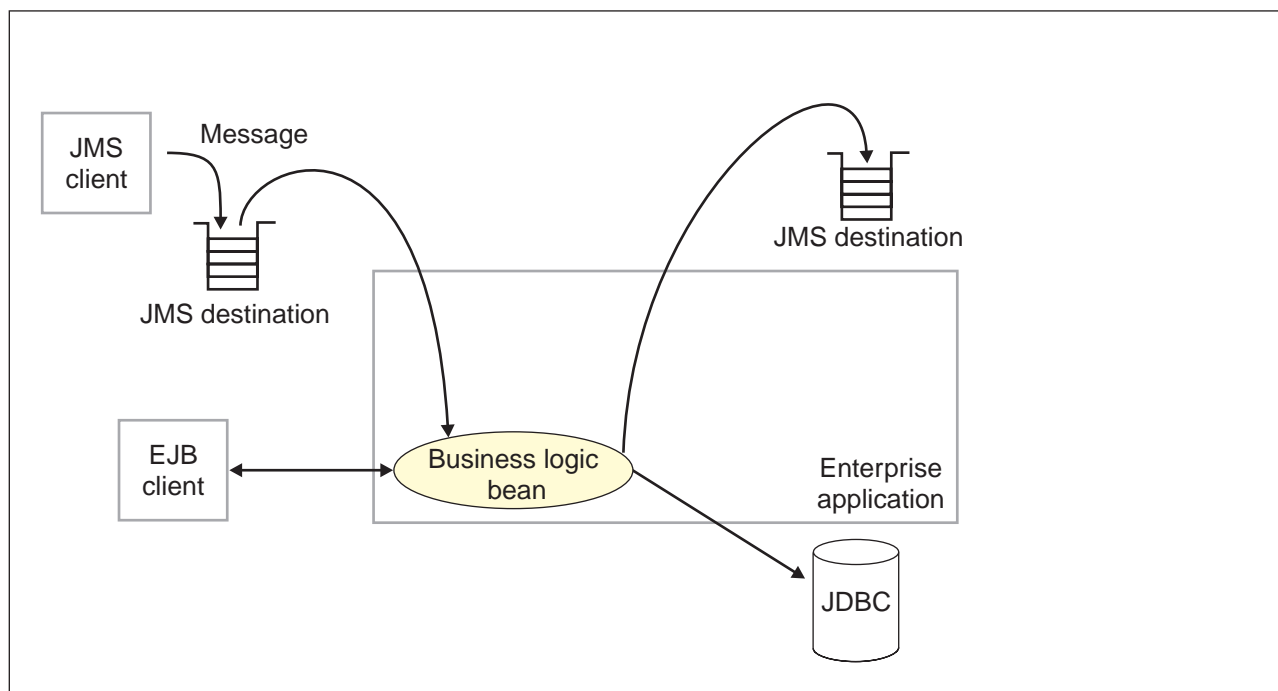 JMS
client
Message
JMS destination
JMS destination
EJB
client
Business logic
bean
Enterprise
application
JDBC